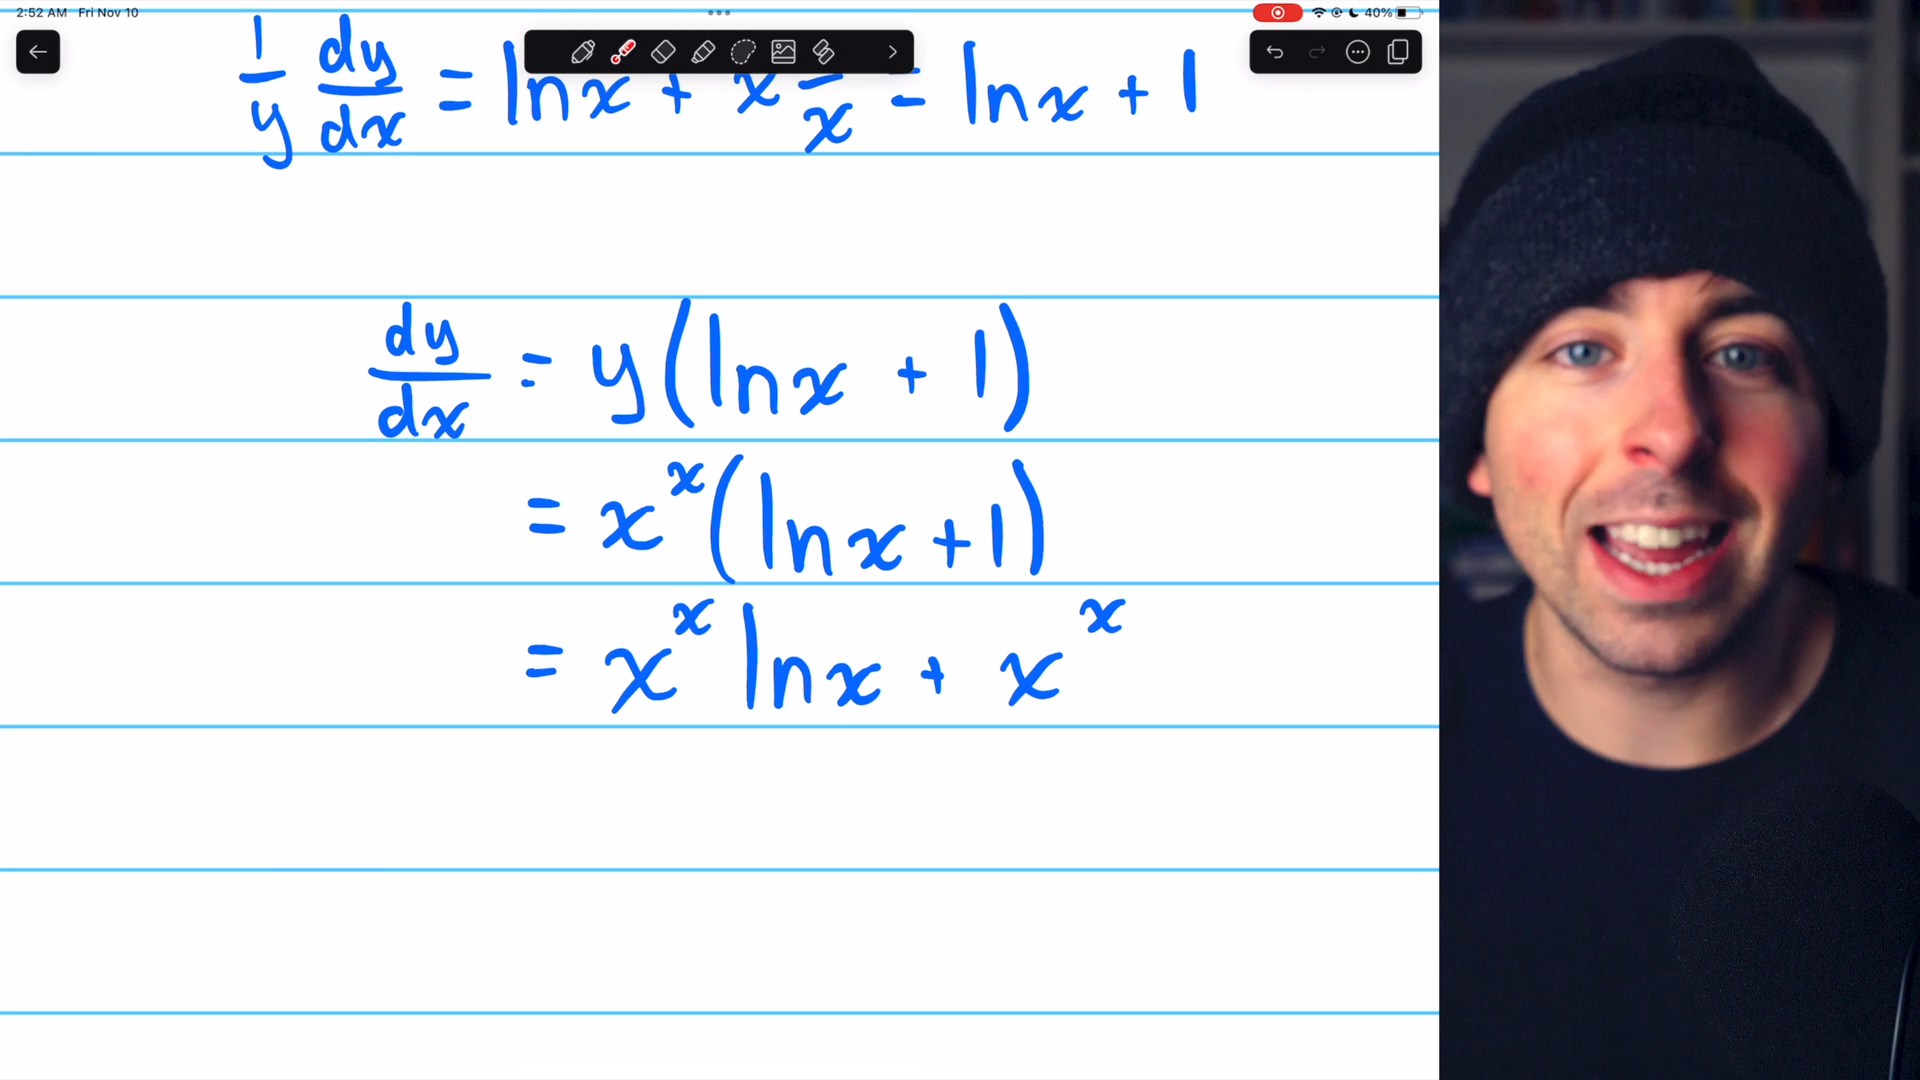 2:52 AM Fri Nov 10
40%
1/y dy/dx = ln x + x 1/x = ln x + 1
dy/dx = y(ln x + 1)
= x^x(ln x + 1)
= x^x ln x + x^x